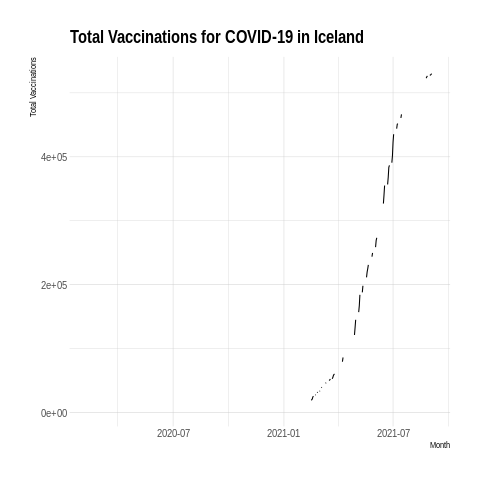 Total Vaccinations for COVID-19 in Iceland
Total Vaccinations
4e+05
2e+05
0e+00
2020-07
2021-01
2021-07
Month